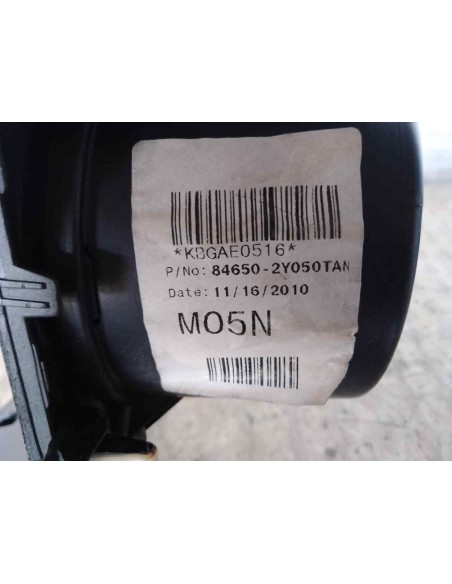 *KBGAE0516*
P/No: 84650-2Y050TAN
Date: 11/16/2010
M05N